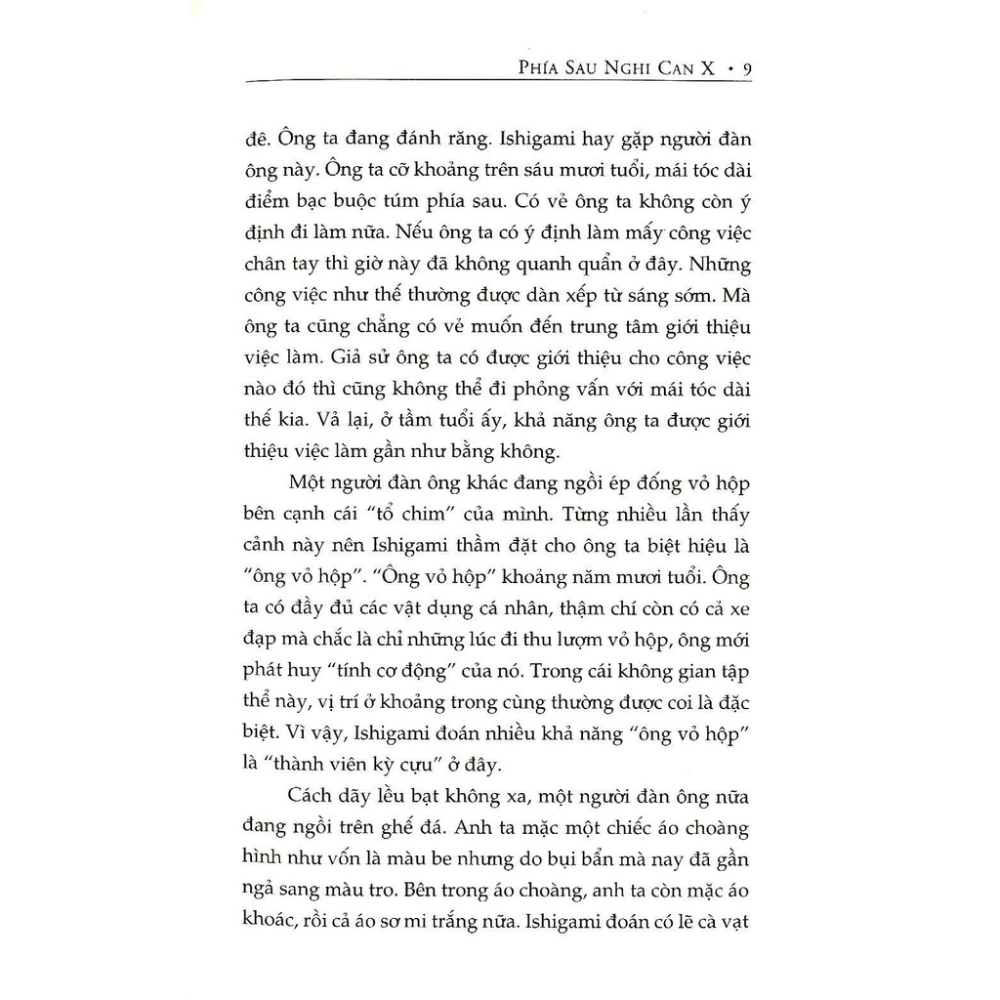 PHÍA SAU NGHI CAN X • 9
đê. Ông ta đang đánh răng. Ishigami hay gặp người đàn
ông này. Ông ta cỡ khoảng trên sáu mươi tuổi, mái tóc dài
điểm bạc buộc túm phía sau. Có vẻ ông ta không còn ý
định đi làm nữa. Nếu ông ta có ý định làm mấy công việc
chân tay thì giờ này đã không quanh quẩn ở đây. Những
công việc như thế thường được dàn xếp từ sáng sớm. Mà
ông ta cũng chẳng có vẻ muốn đến trung tâm giới thiệu
việc làm. Giả sử ông ta có được giới thiệu cho công việc
nào đó thì cũng không thể đi phỏng vấn với mái tóc dài
thế kia. Vả lại, ở tầm tuổi ấy, khả năng ông ta được giới
thiệu việc làm gần như bằng không.
Một người đàn ông khác đang ngồi ép đống vỏ hộp
bên cạnh cái “tổ chim” của mình. Từng nhiều lần thấy
cảnh này nên Ishigami thầm đặt cho ông ta biệt hiệu là
“ông vỏ hộp”. “Ông vỏ hộp” khoảng năm mươi tuổi. Ông
ta có đầy đủ các vật dụng cá nhân, thậm chí còn có cả xe
đạp mà chắc là chỉ những lúc đi thu lượm vỏ hộp, ông mới
phát huy “tính cơ động” của nó. Trong cái không gian tập
thể này, vị trí ở khoảng trong cùng thường được coi là đặc
biệt. Vì vậy, Ishigami đoán nhiều khả năng “ông vỏ hộp”
là “thành viên kỳ cựu” ở đây.
Cách dãy lều bạt không xa, một người đàn ông nữa
đang ngồi trên ghế đá. Anh ta mặc một chiếc áo choàng
hình như vốn là màu be nhưng do bụi bẩn mà nay đã gần
ngả sang màu tro. Bên trong áo choàng, anh ta còn mặc áo
khoác, rồi cả áo sơ mi trắng nữa. Ishigami đoán có lẽ cà vạt